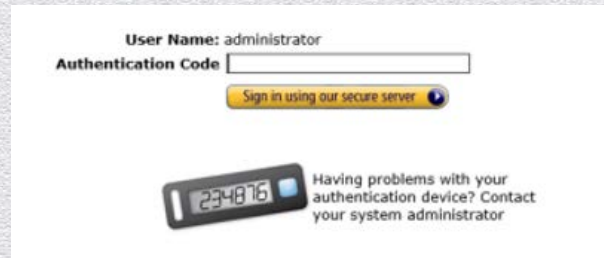 User Name: administrator
Authentication Code
Sign in using our secure server
234876
Having problems with your
authentication device? Contact
your system administrator